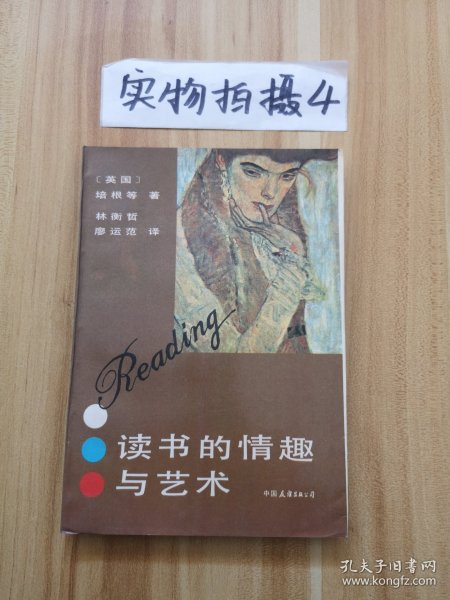 实物拍摄4
〔英国〕
培根等 著
林衡哲
廖运范 译
Reading
读书的情趣
与艺术
中国友谊出版公司
孔夫子旧书网
www.kongfz.com